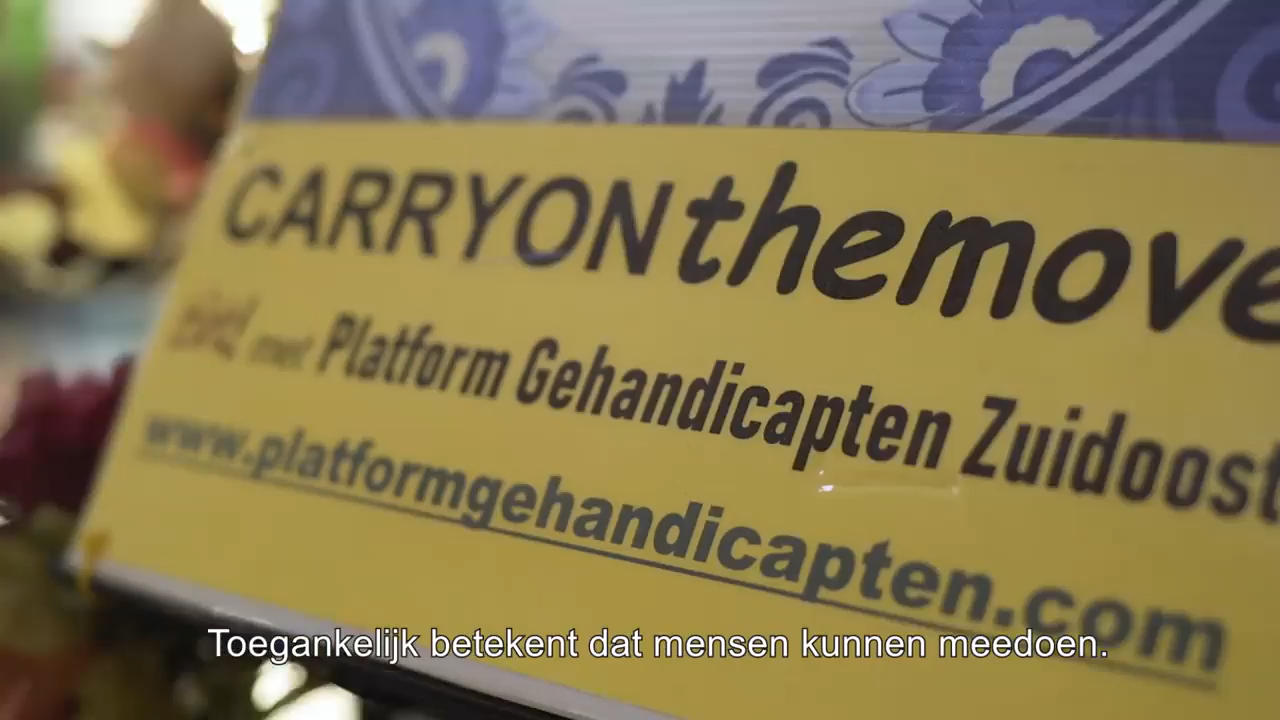 CARRYONthemove
met Platform Gehandicapten Zuidoost
www.platformgehandicapten.com
Toegankelijk betekent dat mensen kunnen meedoen.